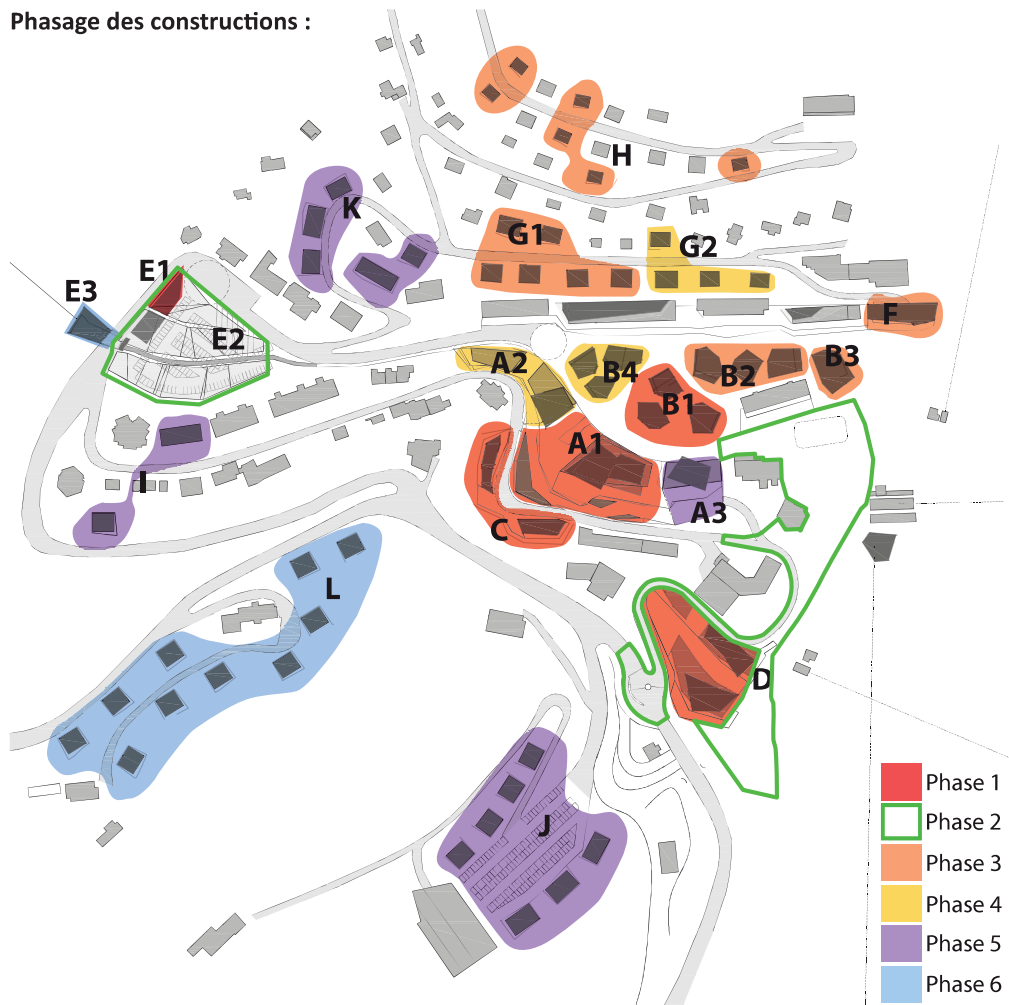 Phasage des constructions :
H
K
G1
G2
E1
E3
F
E2
A2
B4
B2
B3
B1
A1
I
A3
C
L
D
J
Phase 1
Phase 2
Phase 3
Phase 4
Phase 5
Phase 6